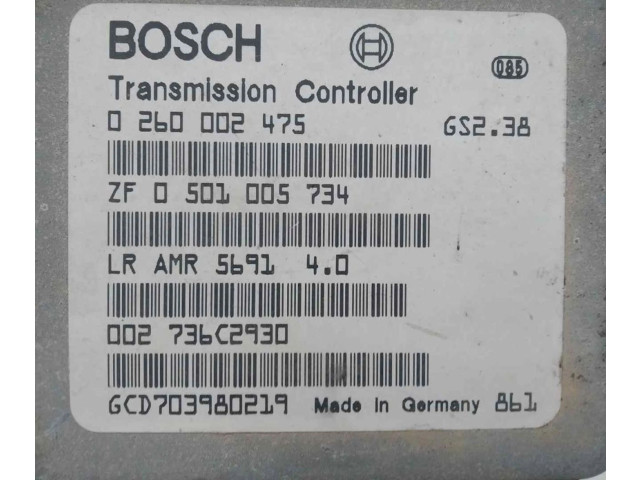 BOSCH
085
Transmission Controller
0 260 002 475 GS2.38
ZF 0 501 005 734
LR AMR 5691 4.0
002 736C2930
GCD703980219 Made in Germany 861